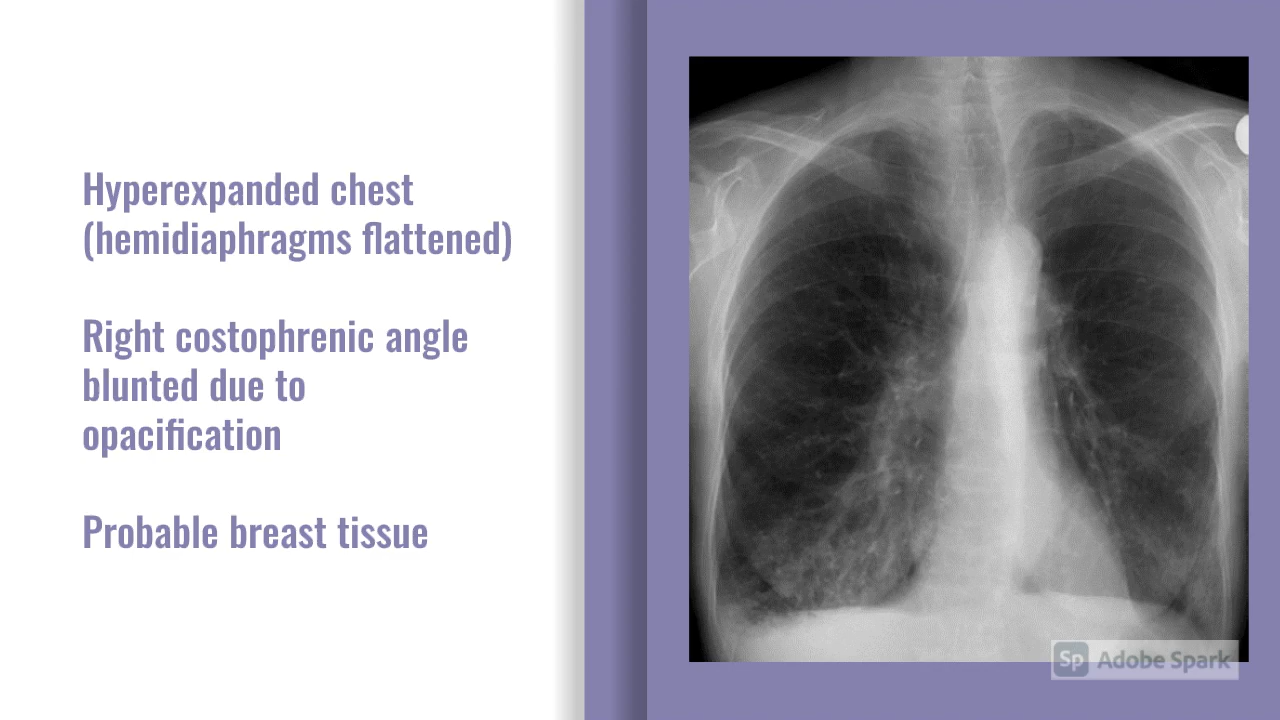 Hyperexpanded chest
(hemidiaphragms flattened)
Right costophrenic angle
blunted due to
opacification
Probable breast tissue
Sp Adobe Spark